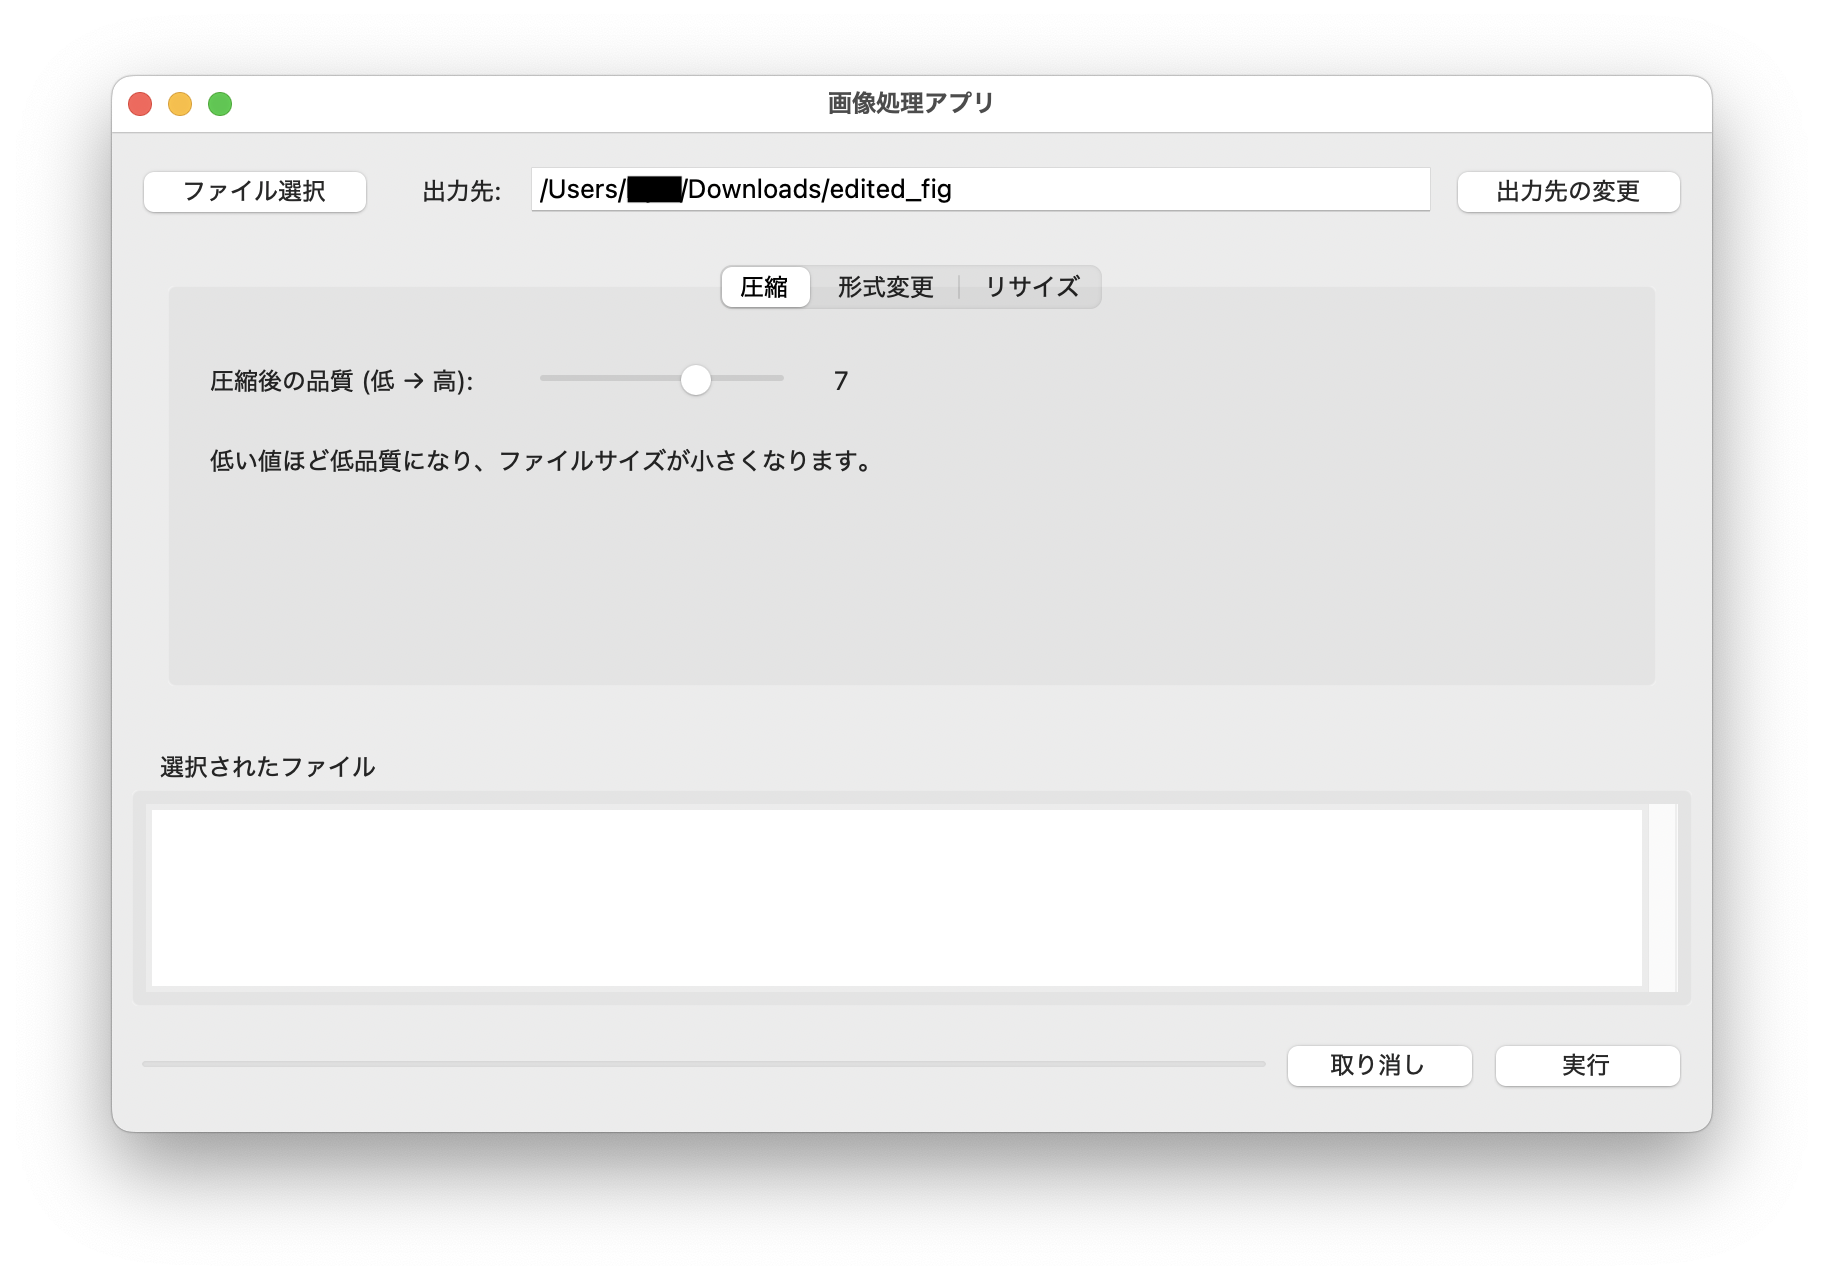 画像処理アプリ
ファイル選択 出力先: /Users/ /Downloads/edited_fig 出力先の変更
圧縮 形式変更 リサイズ
圧縮後の品質 (低 → 高): 7
低い値ほど低品質になり、ファイルサイズが小さくなります。
選択されたファイル
取り消し 実行